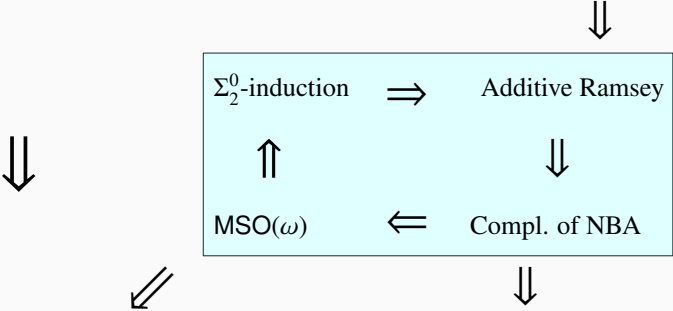 ⇓
Σ⁰₂-induction ⇒ Additive Ramsey
⇓ ⇑ ⇓
MSO(ω) ⇐ Compl. of NBA
⇙ ⇓